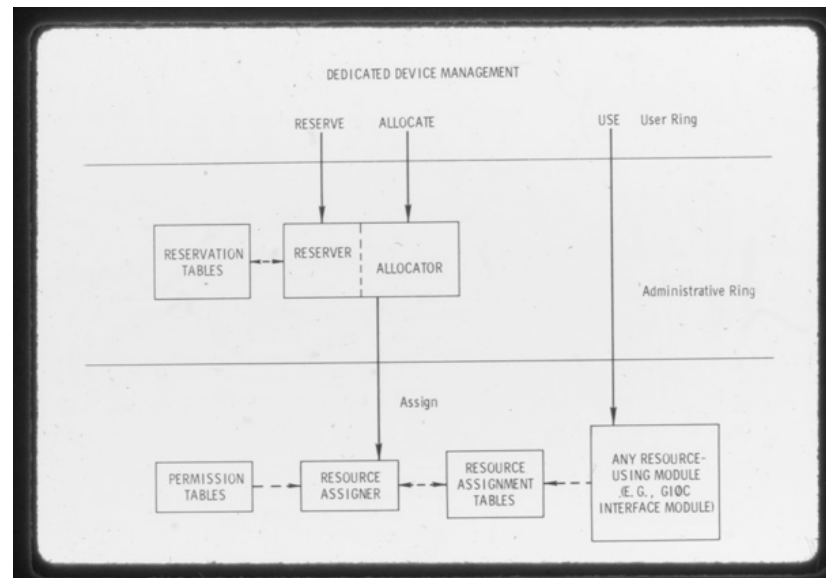 DEDICATED DEVICE MANAGEMENT
RESERVE ALLOCATE USE User Ring
RESERVATION
TABLES
RESERVER
ALLOCATOR
Administrative Ring
Assign
PERMISSION
TABLES
RESOURCE
ASSIGNER
RESOURCE
ASSIGNMENT
TABLES
ANY RESOURCE-
USING MODULE
(E. G., GIØC
INTERFACE MODULE)